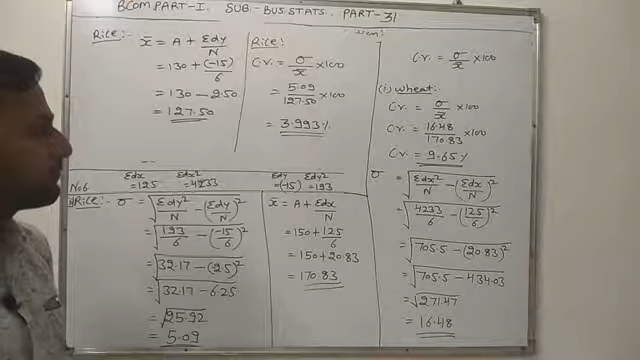 BCOM PART-I. SUB- BUS. STATS. PART-31
Rice:
x̄ = A + Σdy/N
= 130 + (-15)/6
= 130 - 2.50
= 127.50
Rice:
C.V. = σ/x̄ × 100
= 5.09/127.50 × 100
= 3.993%
C.V. = σ/x̄ × 100
(i) Wheat:-
C.V. = σ/x̄ × 100
C.V. = 16.48/170.83 × 100
C.V. = 9.65%
N=6 Σdx =125 Σdx² =4233 Σdy =(-15) Σdy² =193
Rice:- σ = √(Σdy²/N - (Σdy/N)²)
= √(193/6 - (-15/6)²)
= √(32.17 - (2.5)²)
= √(32.17 - 6.25)
= √25.92
= 5.09
x̄ = A + Σdx/N
= 150 + 125/6
= 150 + 20.83
= 170.83
σ = √(Σdx²/N - (Σdx/N)²)
= √(4233/6 - (125/6)²)
= √(705.5 - (20.83)²)
= √(705.5 - 434.03)
= √271.47
= 16.48